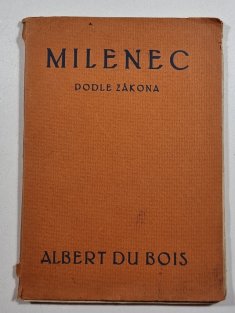 MILENEC
DODLE ZÁKONA
ALBERT DU BOIS